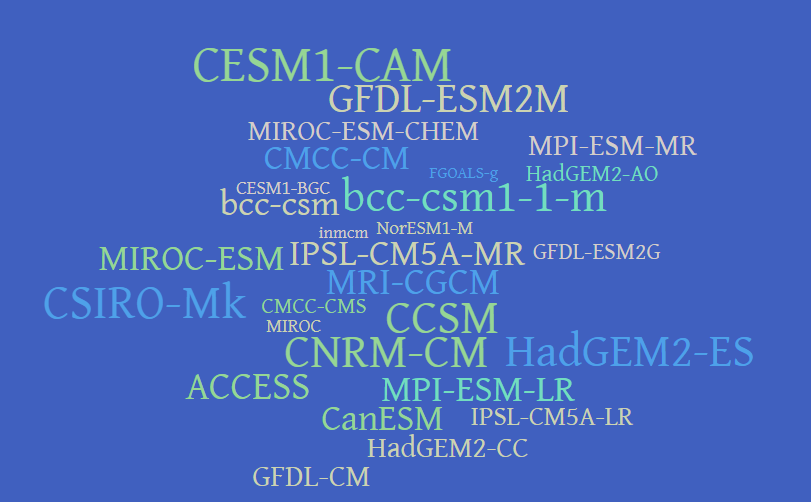 CESM1-CAM
GFDL-ESM2M
MIROC-ESM-CHEM
MPI-ESM-MR
CMCC-CM
FGOALS-g
HadGEM2-AO
CESM1-BGC
bcc-csm
bcc-csm1-1-m
inmcm
NorESM1-M
MIROC-ESM
IPSL-CM5A-MR
GFDL-ESM2G
MRI-CGCM
CSIRO-Mk
CMCC-CMS
CCSM
MIROC
CNRM-CM
HadGEM2-ES
ACCESS
MPI-ESM-LR
CanESM
IPSL-CM5A-LR
HadGEM2-CC
GFDL-CM